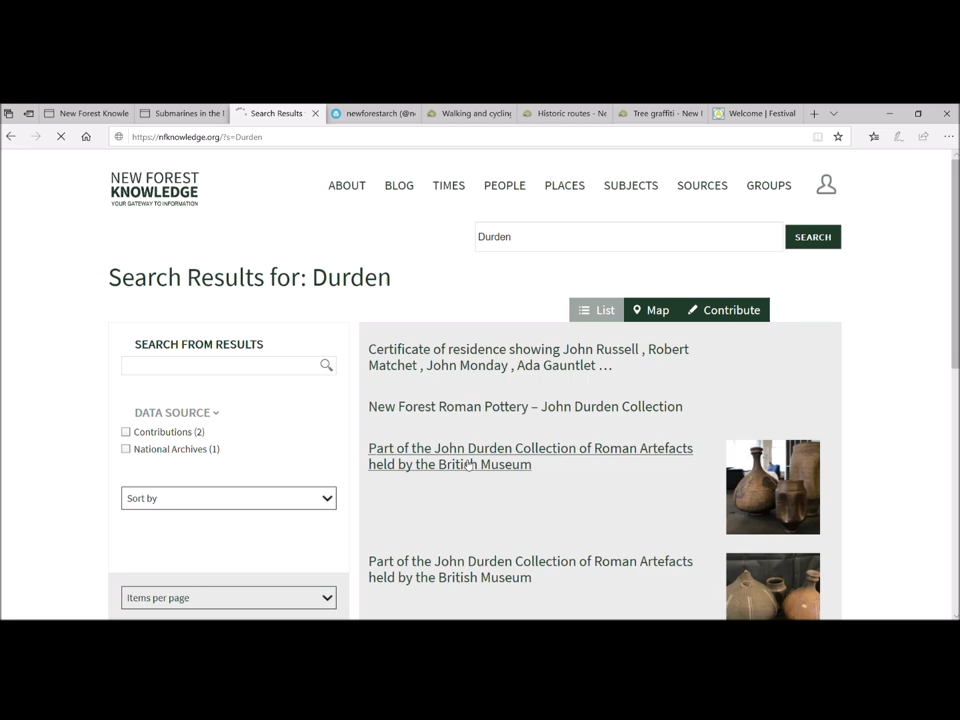 New Forest Knowle
Submarines in the
Search Results
newforestarch (@n
Walking and cycling
Historic routes - N
Tree graffiti - New
Welcome | Festival
https://nfknowledge.org/?s=Durden
NEW FOREST
KNOWLEDGE
YOUR GATEWAY TO INFORMATION
ABOUT
BLOG
TIMES
PEOPLE
PLACES
SUBJECTS
SOURCES
GROUPS
Durden
SEARCH
Search Results for: Durden
List
Map
Contribute
SEARCH FROM RESULTS
DATA SOURCE
Contributions (2)
National Archives (1)
Sort by
Items per page
Certificate of residence showing John Russell , Robert
Matchet , John Monday , Ada Gauntlet …
New Forest Roman Pottery – John Durden Collection
Part of the John Durden Collection of Roman Artefacts
held by the British Museum
Part of the John Durden Collection of Roman Artefacts
held by the British Museum